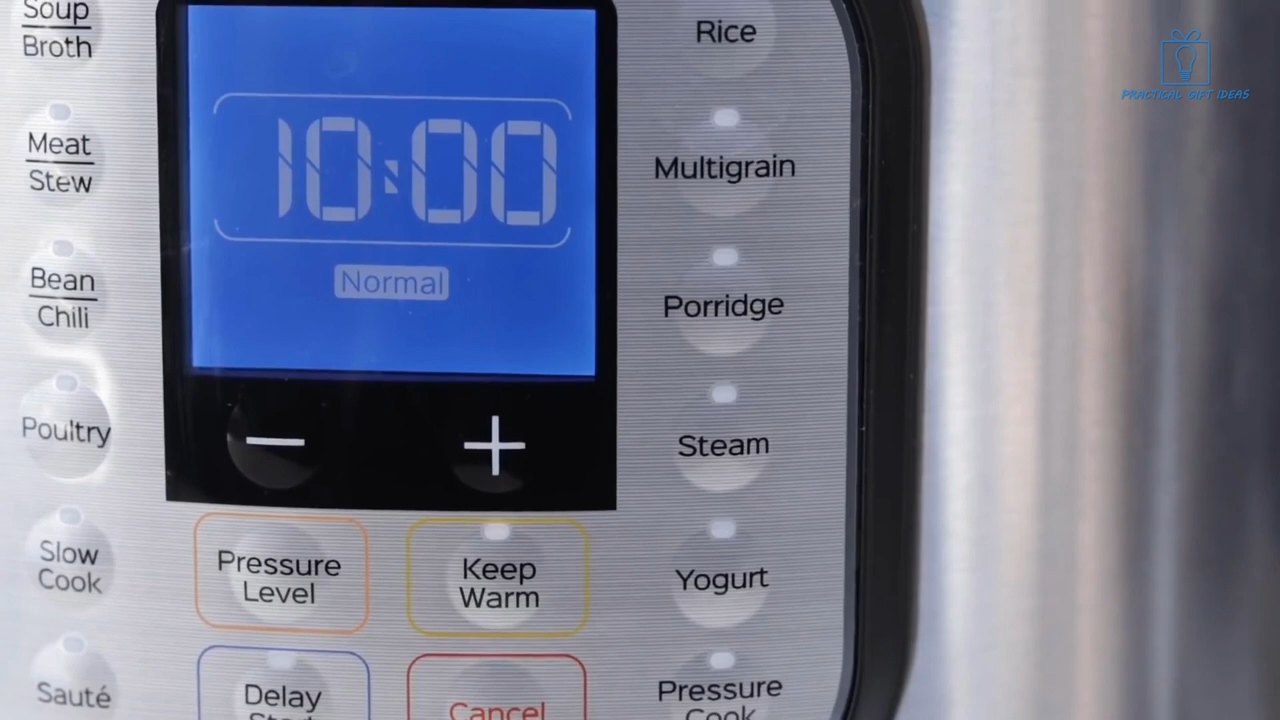 Soup
Broth
Meat
Stew
Bean
Chili
Poultry
Slow
Cook
Sauté
10:00
Normal
Pressure
Level
Keep
Warm
Delay
Start
Cancel
Rice
Multigrain
Porridge
Steam
Yogurt
Pressure
Cook
PRACTICAL GIFT IDEAS